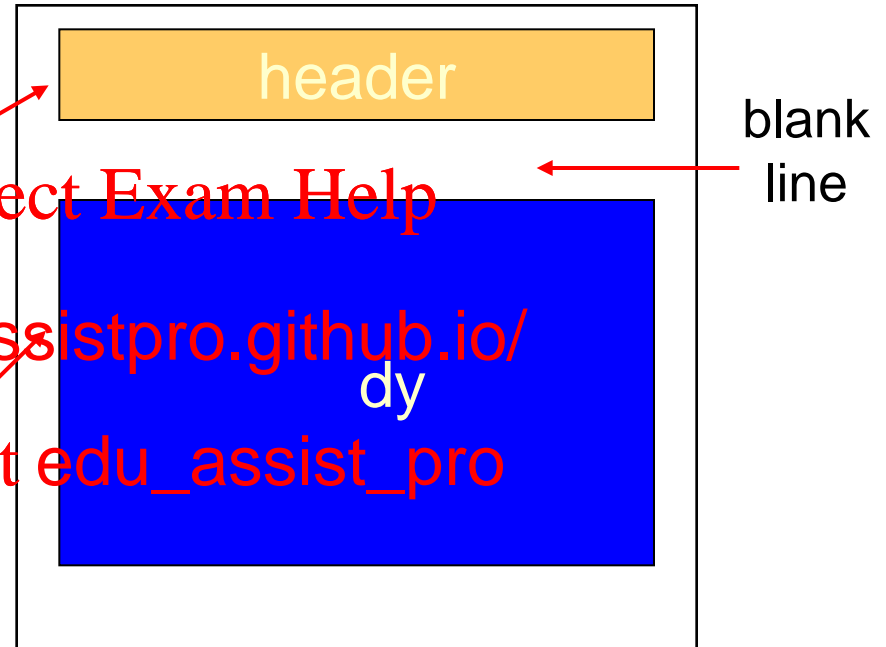 header
blank
line
ect Exam Help
ssistpro.github.io/
dy
t edu_assist_pro